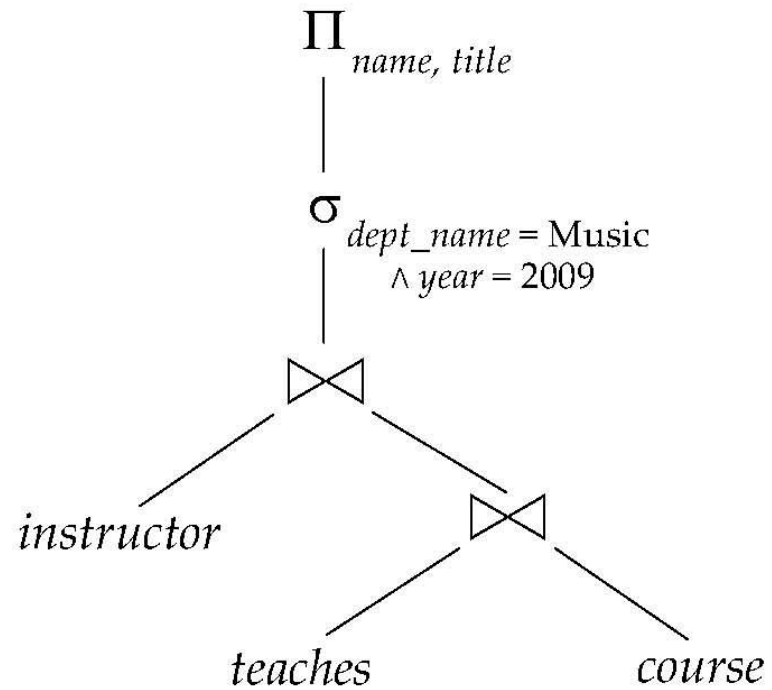 Π name, title
σ dept_name = Music
∧ year = 2009
⋈
instructor
⋈
teaches
course